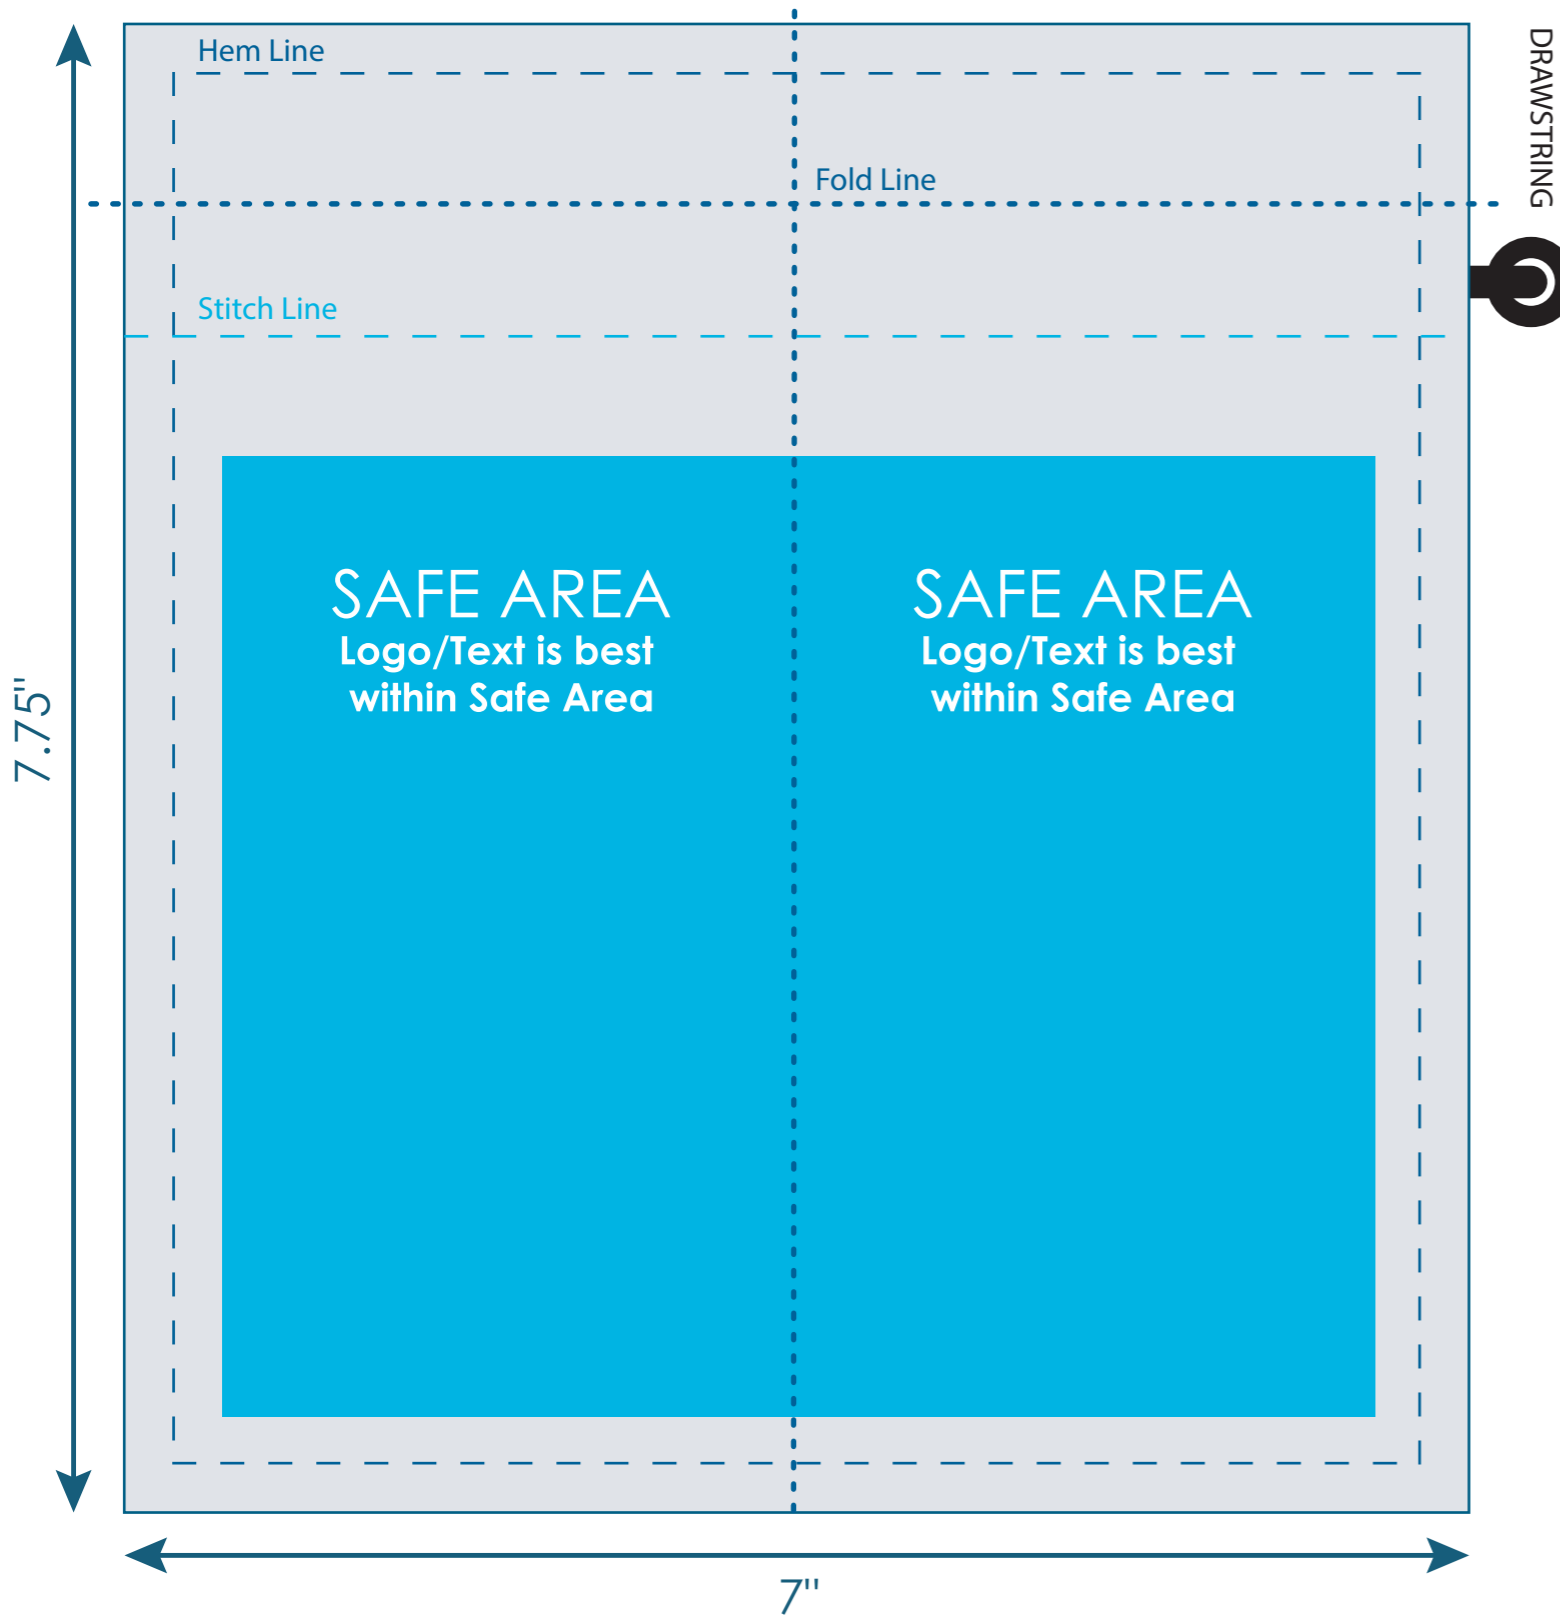 Hem Line
DRAWSTRING
Fold Line
Stitch Line
SAFE AREA
Logo/Text is best
within Safe Area
SAFE AREA
Logo/Text is best
within Safe Area
7.75"
7"